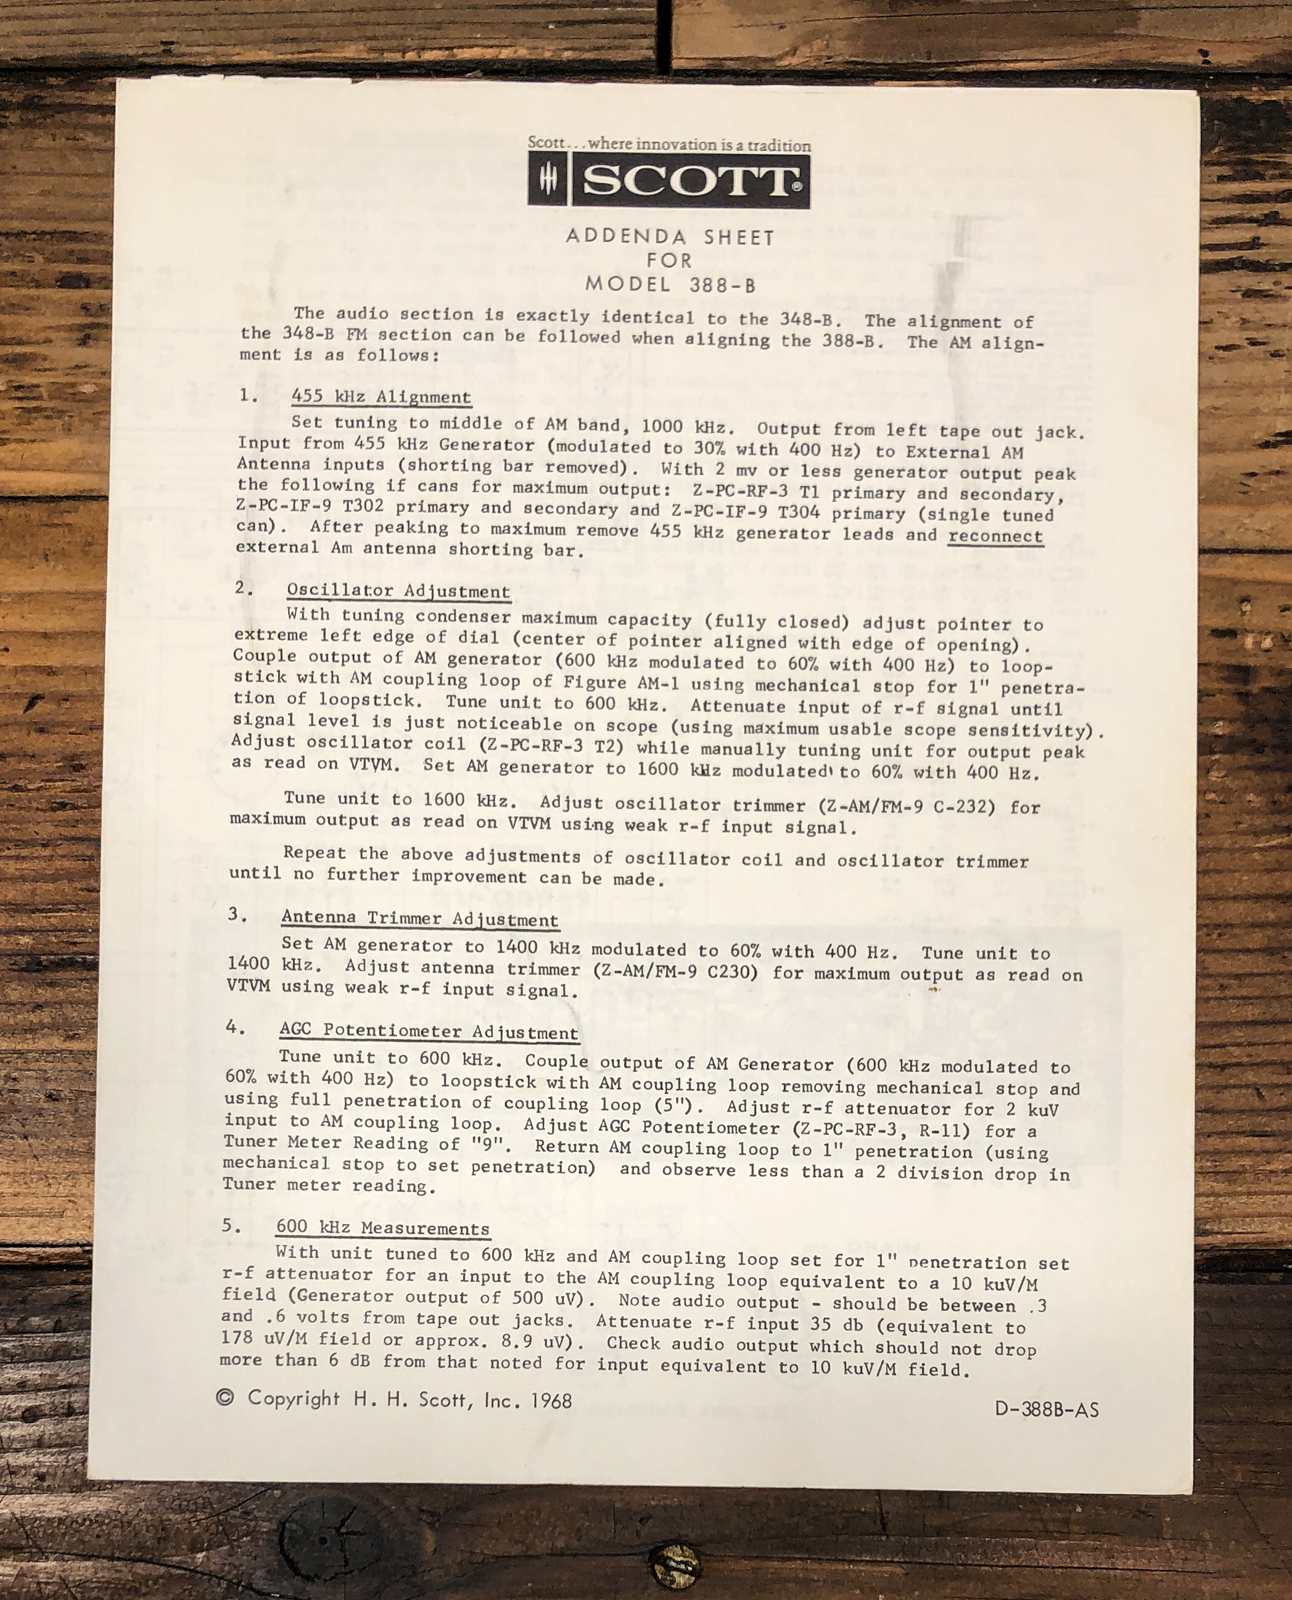 Scott...where innovation is a tradition
SCOTT®
ADDENDA SHEET
FOR
MODEL 388-B
The audio section is exactly identical to the 348-B. The alignment of
the 348-B FM section can be followed when aligning the 388-B. The AM align-
ment is as follows:
1. 455 kHz Alignment
Set tuning to middle of AM band, 1000 kHz. Output from left tape out jack.
Input from 455 kHz Generator (modulated to 30% with 400 Hz) to External AM
Antenna inputs (shorting bar removed). With 2 mv or less generator output peak
the following if cans for maximum output: Z-PC-RF-3 T1 primary and secondary,
Z-PC-IF-9 T302 primary and secondary and Z-PC-IF-9 T304 primary (single tuned
can). After peaking to maximum remove 455 kHz generator leads and reconnect
external Am antenna shorting bar.
2. Oscillator Adjustment
With tuning condenser maximum capacity (fully closed) adjust pointer to
extreme left edge of dial (center of pointer aligned with edge of opening).
Couple output of AM generator (600 kHz modulated to 60% with 400 Hz) to loop-
stick with AM coupling loop of Figure AM-1 using mechanical stop for 1" penetra-
tion of loopstick. Tune unit to 600 kHz. Attenuate input of r-f signal until
signal level is just noticeable on scope (using maximum usable scope sensitivity).
Adjust oscillator coil (Z-PC-RF-3 T2) while manually tuning unit for output peak
as read on VTVM. Set AM generator to 1600 kHz modulated to 60% with 400 Hz.
Tune unit to 1600 kHz. Adjust oscillator trimmer (Z-AM/FM-9 C-232) for
maximum output as read on VTVM using weak r-f input signal.
Repeat the above adjustments of oscillator coil and oscillator trimmer
until no further improvement can be made.
3. Antenna Trimmer Adjustment
Set AM generator to 1400 kHz modulated to 60% with 400 Hz. Tune unit to
1400 kHz. Adjust antenna trimmer (Z-AM/FM-9 C230) for maximum output as read on
VTVM using weak r-f input signal.
4. AGC Potentiometer Adjustment
Tune unit to 600 kHz. Couple output of AM Generator (600 kHz modulated to
60% with 400 Hz) to loopstick with AM coupling loop removing mechanical stop and
using full penetration of coupling loop (5"). Adjust r-f attenuator for 2 kuV
input to AM coupling loop. Adjust AGC Potentiometer (Z-PC-RF-3, R-11) for a
Tuner Meter Reading of "9". Return AM coupling loop to 1" penetration (using
mechanical stop to set penetration) and observe less than a 2 division drop in
Tuner meter reading.
5. 600 kHz Measurements
With unit tuned to 600 kHz and AM coupling loop set for 1" penetration set
r-f attenuator for an input to the AM coupling loop equivalent to a 10 kuV/M
field (Generator output of 500 uV). Note audio output - should be between .3
and .6 volts from tape out jacks. Attenuate r-f input 35 db (equivalent to
178 uV/M field or approx. 8.9 uV). Check audio output which should not drop
more than 6 dB from that noted for input equivalent to 10 kuV/M field.
© Copyright H. H. Scott, Inc. 1968
D-388B-AS